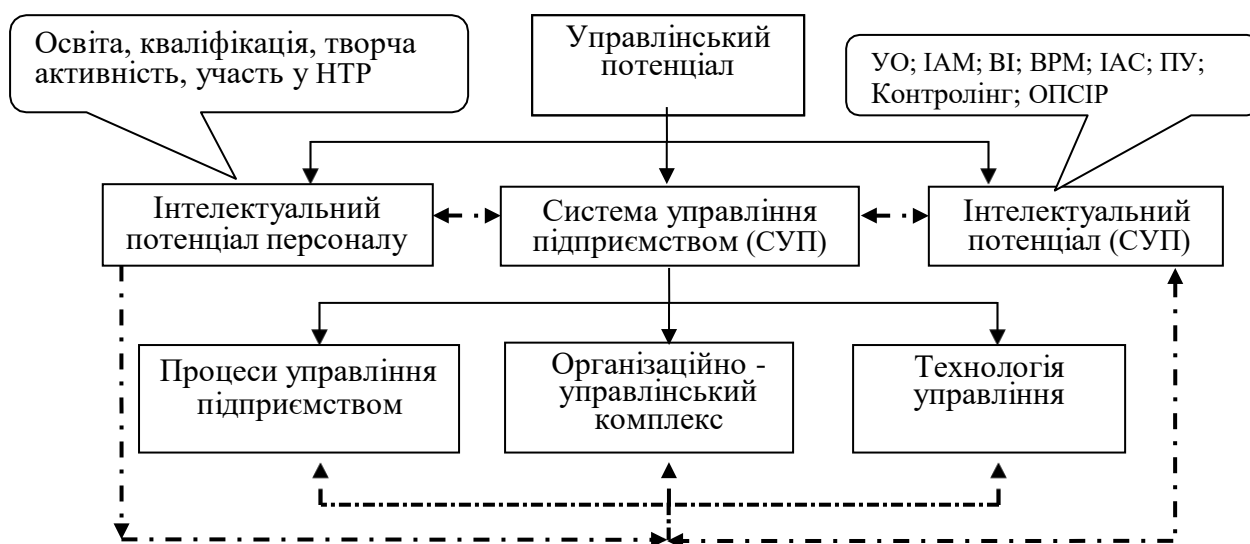 Освіта, кваліфікація, творча
активність, участь у НТР
Управлінський
потенціал
УО; ІАМ; ВІ; ВРМ; ІАС; ПУ;
Контролінг; ОПСІР
Інтелектуальний
потенціал персоналу
Система управління
підприємством (СУП)
Інтелектуальний
потенціал (СУП)
Процеси управління
підприємством
Організаційно -
управлінський
комплекс
Технологія
управління